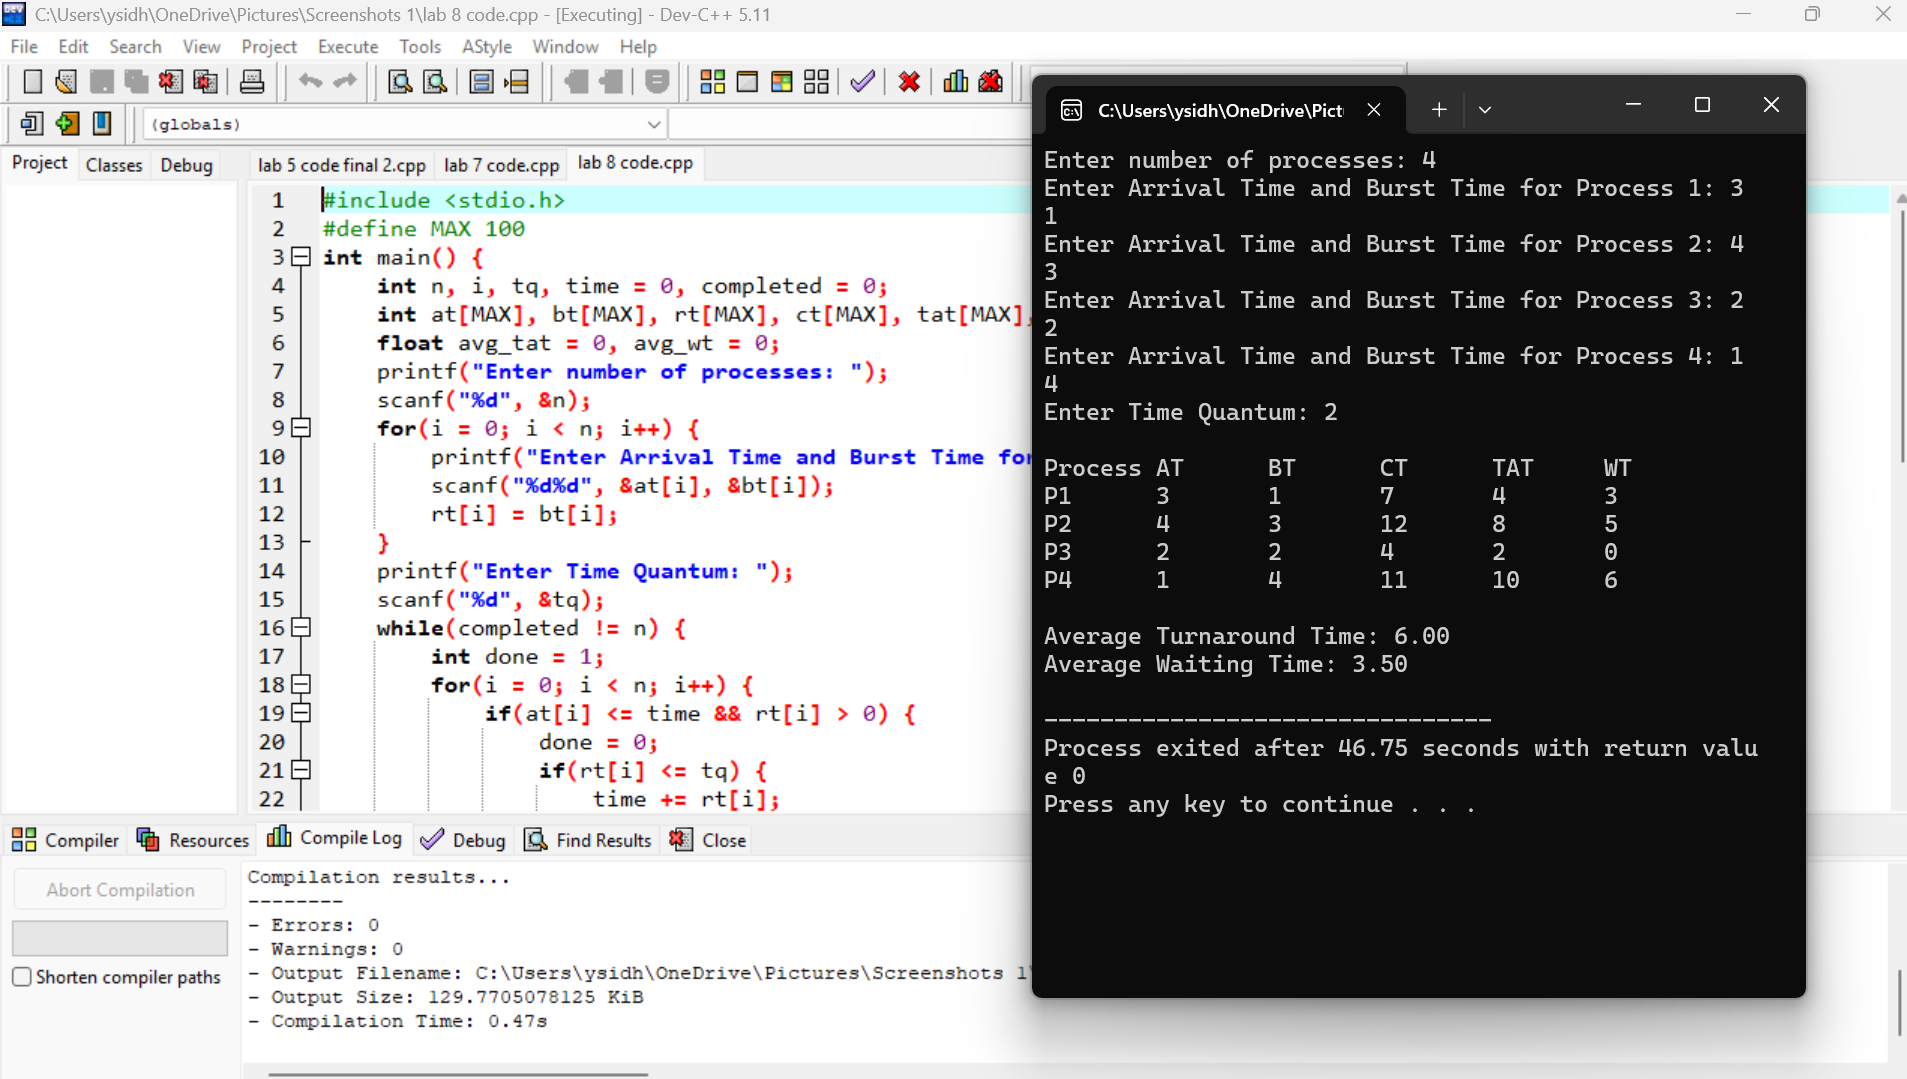 C:\Users\ysidh\OneDrive\Pictures\Screenshots 1\lab 8 code.cpp - [Executing] - Dev-C++ 5.11
File Edit Search View Project Execute Tools AStyle Window Help
(globals)
Project Classes Debug
lab 5 code final 2.cpp lab 7 code.cpp lab 8 code.cpp
1 #include <stdio.h>
2 #define MAX 100
3 int main() {
4 int n, i, tq, time = 0, completed = 0;
5 int at[MAX], bt[MAX], rt[MAX], ct[MAX], tat[MAX],
6 float avg_tat = 0, avg_wt = 0;
7 printf("Enter number of processes: ");
8 scanf("%d", &n);
9 for(i = 0; i < n; i++) {
10 printf("Enter Arrival Time and Burst Time for
11 scanf("%d%d", &at[i], &bt[i]);
12 rt[i] = bt[i];
13 }
14 printf("Enter Time Quantum: ");
15 scanf("%d", &tq);
16 while(completed != n) {
17 int done = 1;
18 for(i = 0; i < n; i++) {
19 if(at[i] <= time && rt[i] > 0) {
20 done = 0;
21 if(rt[i] <= tq) {
22 time += rt[i];
C:\Users\ysidh\OneDrive\Pict
Enter number of processes: 4
Enter Arrival Time and Burst Time for Process 1: 3
1
Enter Arrival Time and Burst Time for Process 2: 4
3
Enter Arrival Time and Burst Time for Process 3: 2
2
Enter Arrival Time and Burst Time for Process 4: 1
4
Enter Time Quantum: 2
Process AT BT CT TAT WT
P1 3 1 7 4 3
P2 4 3 12 8 5
P3 2 2 4 2 0
P4 1 4 11 10 6
Average Turnaround Time: 6.00
Average Waiting Time: 3.50
--------------------------------
Process exited after 46.75 seconds with return valu
e 0
Press any key to continue . . .
Compiler Resources Compile Log Debug Find Results Close
Abort Compilation
Shorten compiler paths
Compilation results...
--------
- Errors: 0
- Warnings: 0
- Output Filename: C:\Users\ysidh\OneDrive\Pictures\Screenshots 1\
- Output Size: 129.7705078125 KiB
- Compilation Time: 0.47s